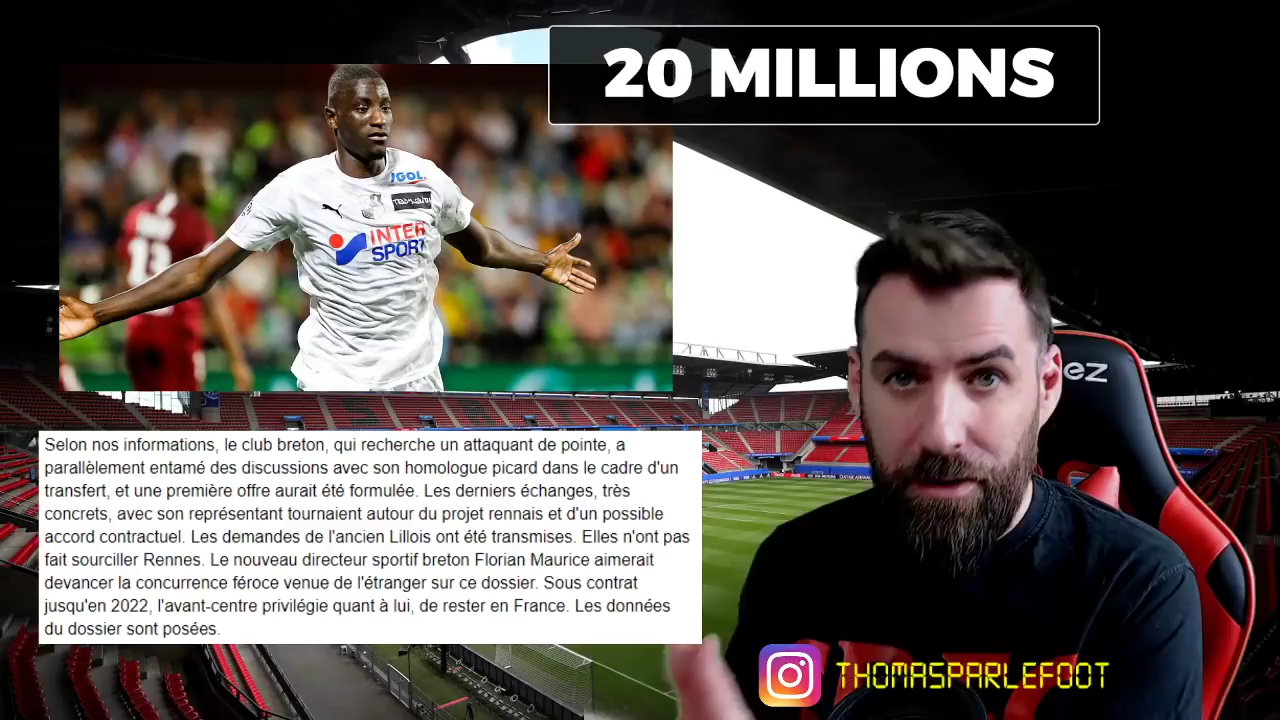 20 MILLIONS
IGOL
INTER
SPORT
13
ez
Selon nos informations, le club breton, qui recherche un attaquant de pointe, a
parallèlement entamé des discussions avec son homologue picard dans le cadre d'un
transfert, et une première offre aurait été formulée. Les derniers échanges, très
concrets, avec son représentant tournaient autour du projet rennais et d'un possible
accord contractuel. Les demandes de l'ancien Lillois ont été transmises. Elles n'ont pas
fait sourciller Rennes. Le nouveau directeur sportif breton Florian Maurice aimerait
devancer la concurrence féroce venue de l'étranger sur ce dossier. Sous contrat
jusqu'en 2022, l'avant-centre privilégie quant à lui, de rester en France. Les données
du dossier sont posées.
THOMASPARLEFOOT